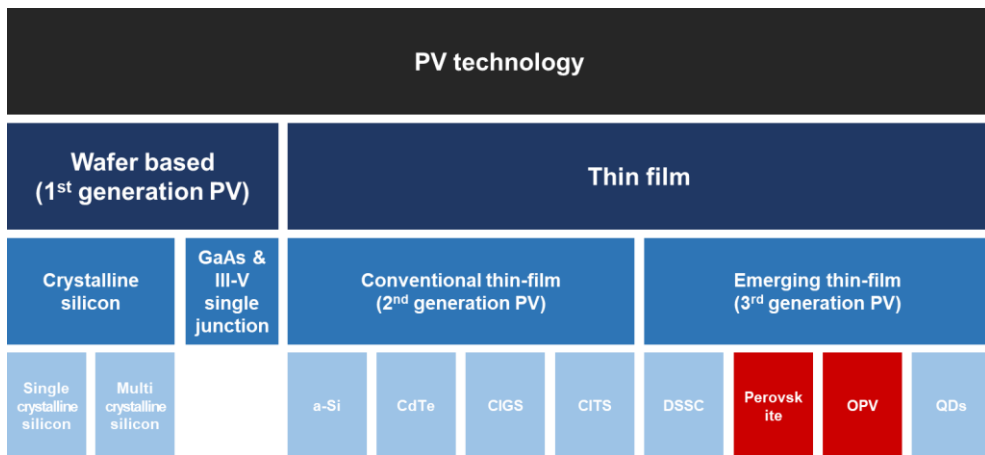 PV technology
Wafer based
(1st generation PV)
Thin film
Crystalline
silicon
GaAs &
III-V
single
junction
Conventional thin-film
(2nd generation PV)
Emerging thin-film
(3rd generation PV)
Single
crystalline
silicon
Multi
crystalline
silicon
a-Si
CdTe
CIGS
CITS
DSSC
Perovsk
ite
OPV
QDs